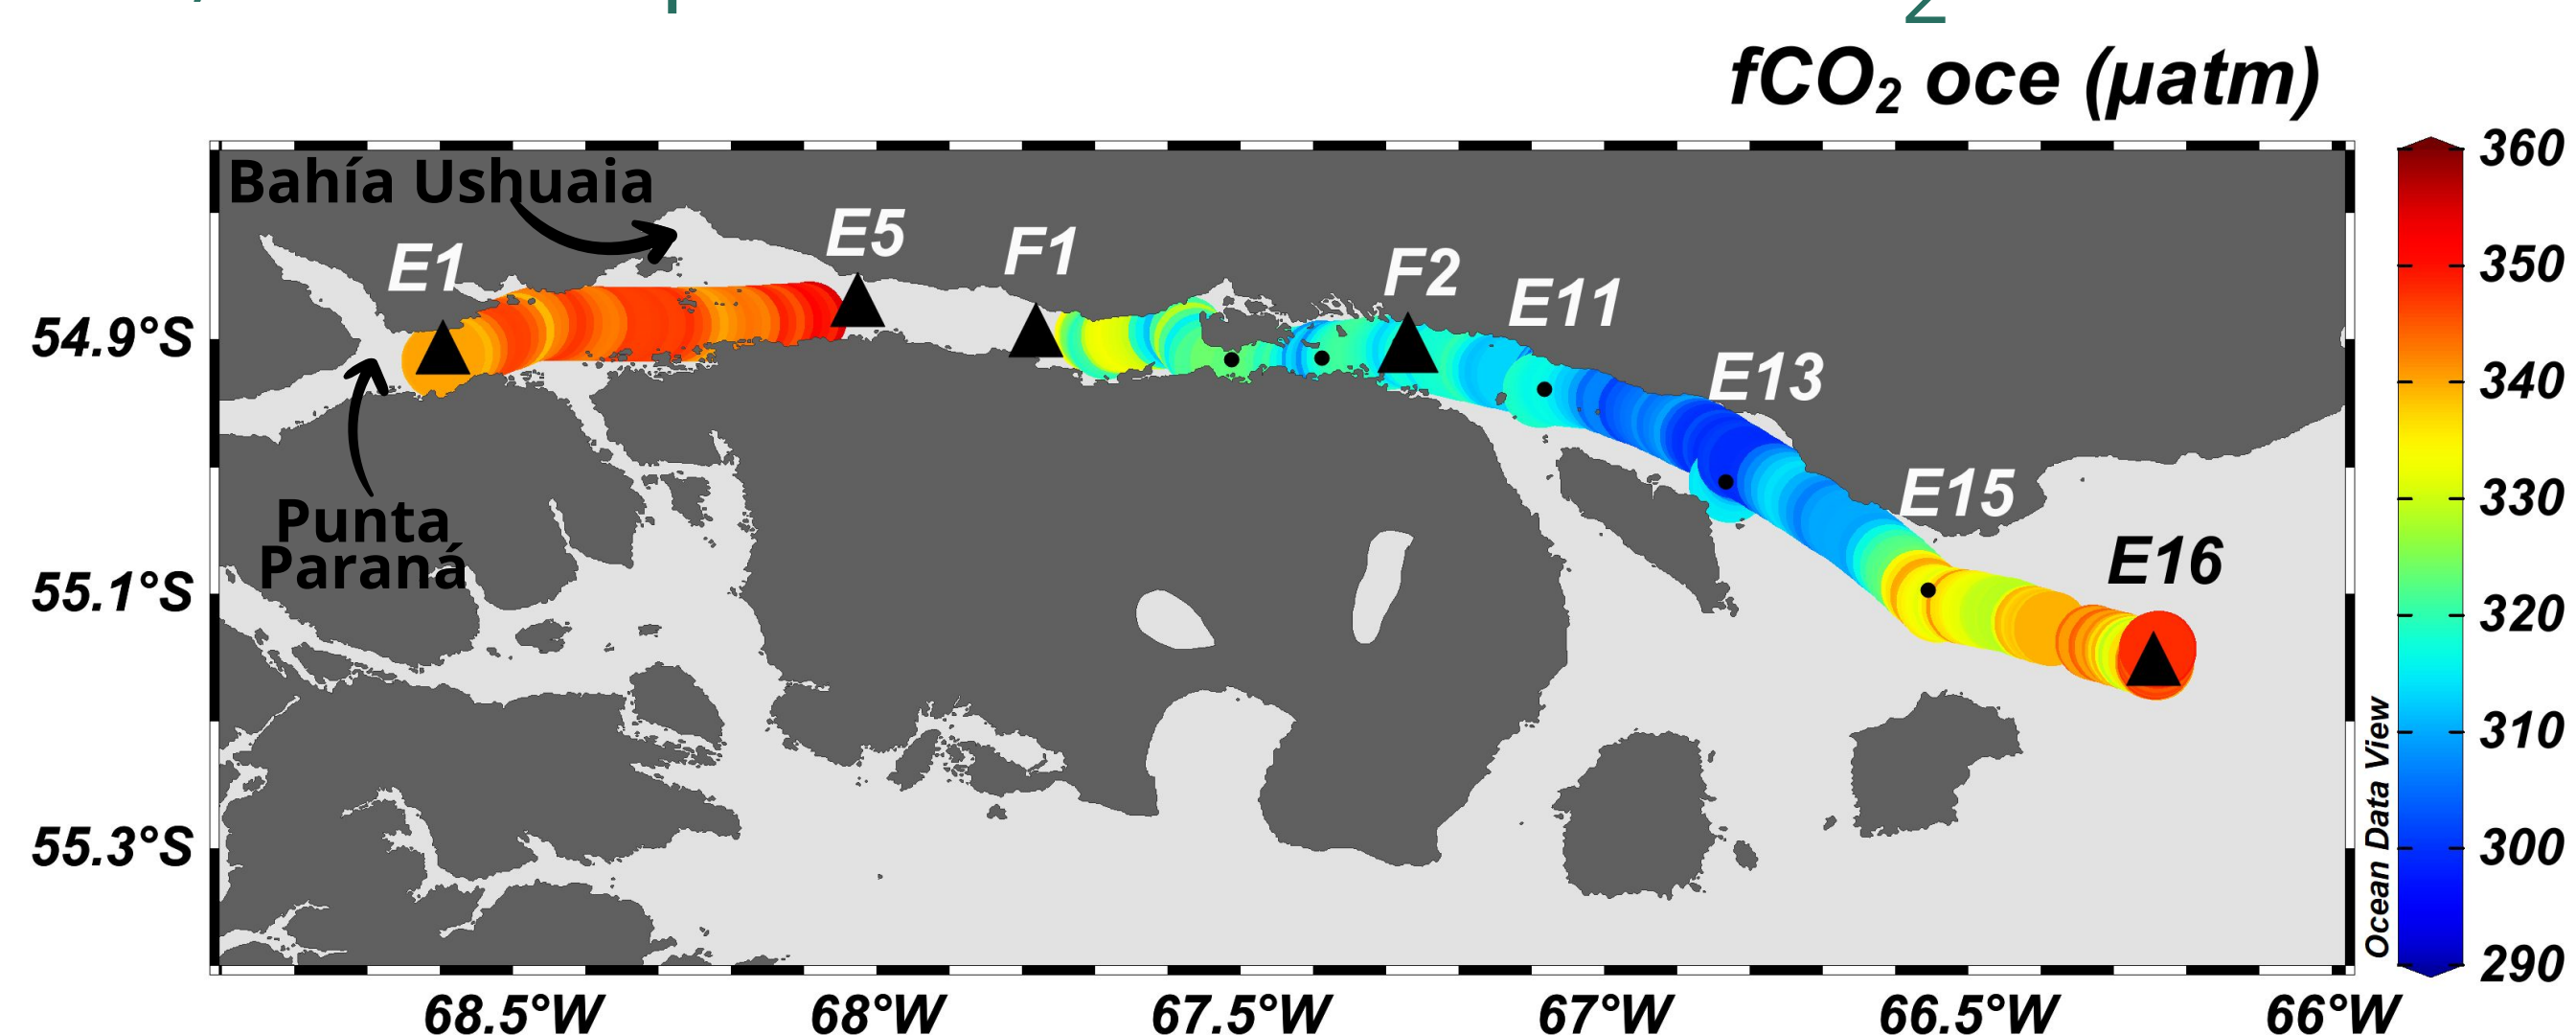 fCO₂ oce (μatm)
Bahía Ushuaia
E1
E5
F1
F2
E11
E13
E15
E16
Punta
Paraná
54.9°S
55.1°S
55.3°S
68.5°W
68°W
67.5°W
67°W
66.5°W
66°W
360
350
340
330
320
310
300
290
Ocean Data View